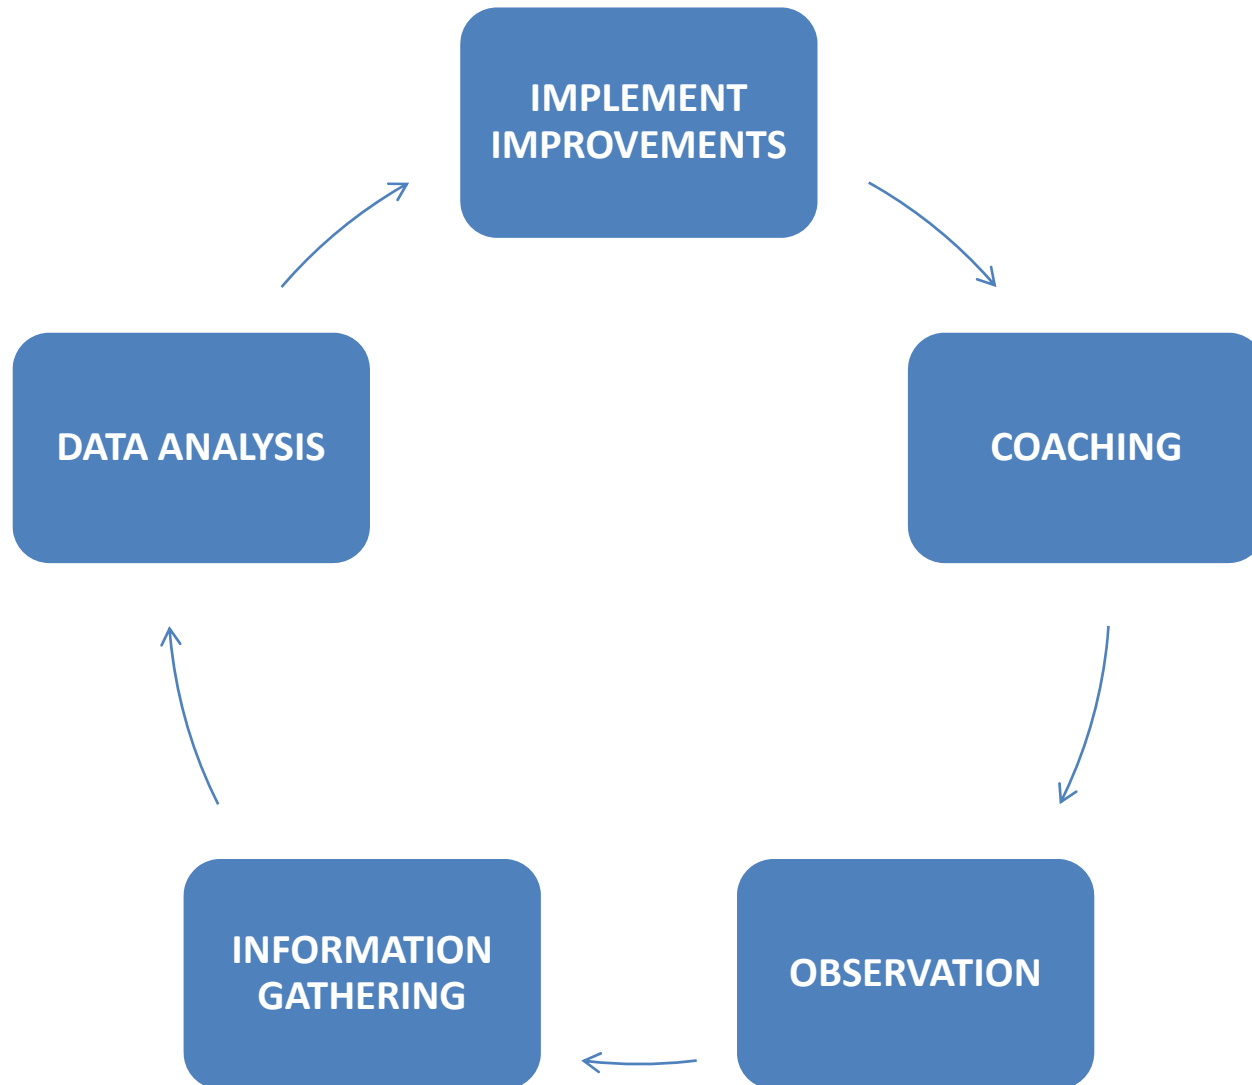 IMPLEMENT
IMPROVEMENTS
COACHING
OBSERVATION
INFORMATION
GATHERING
DATA ANALYSIS